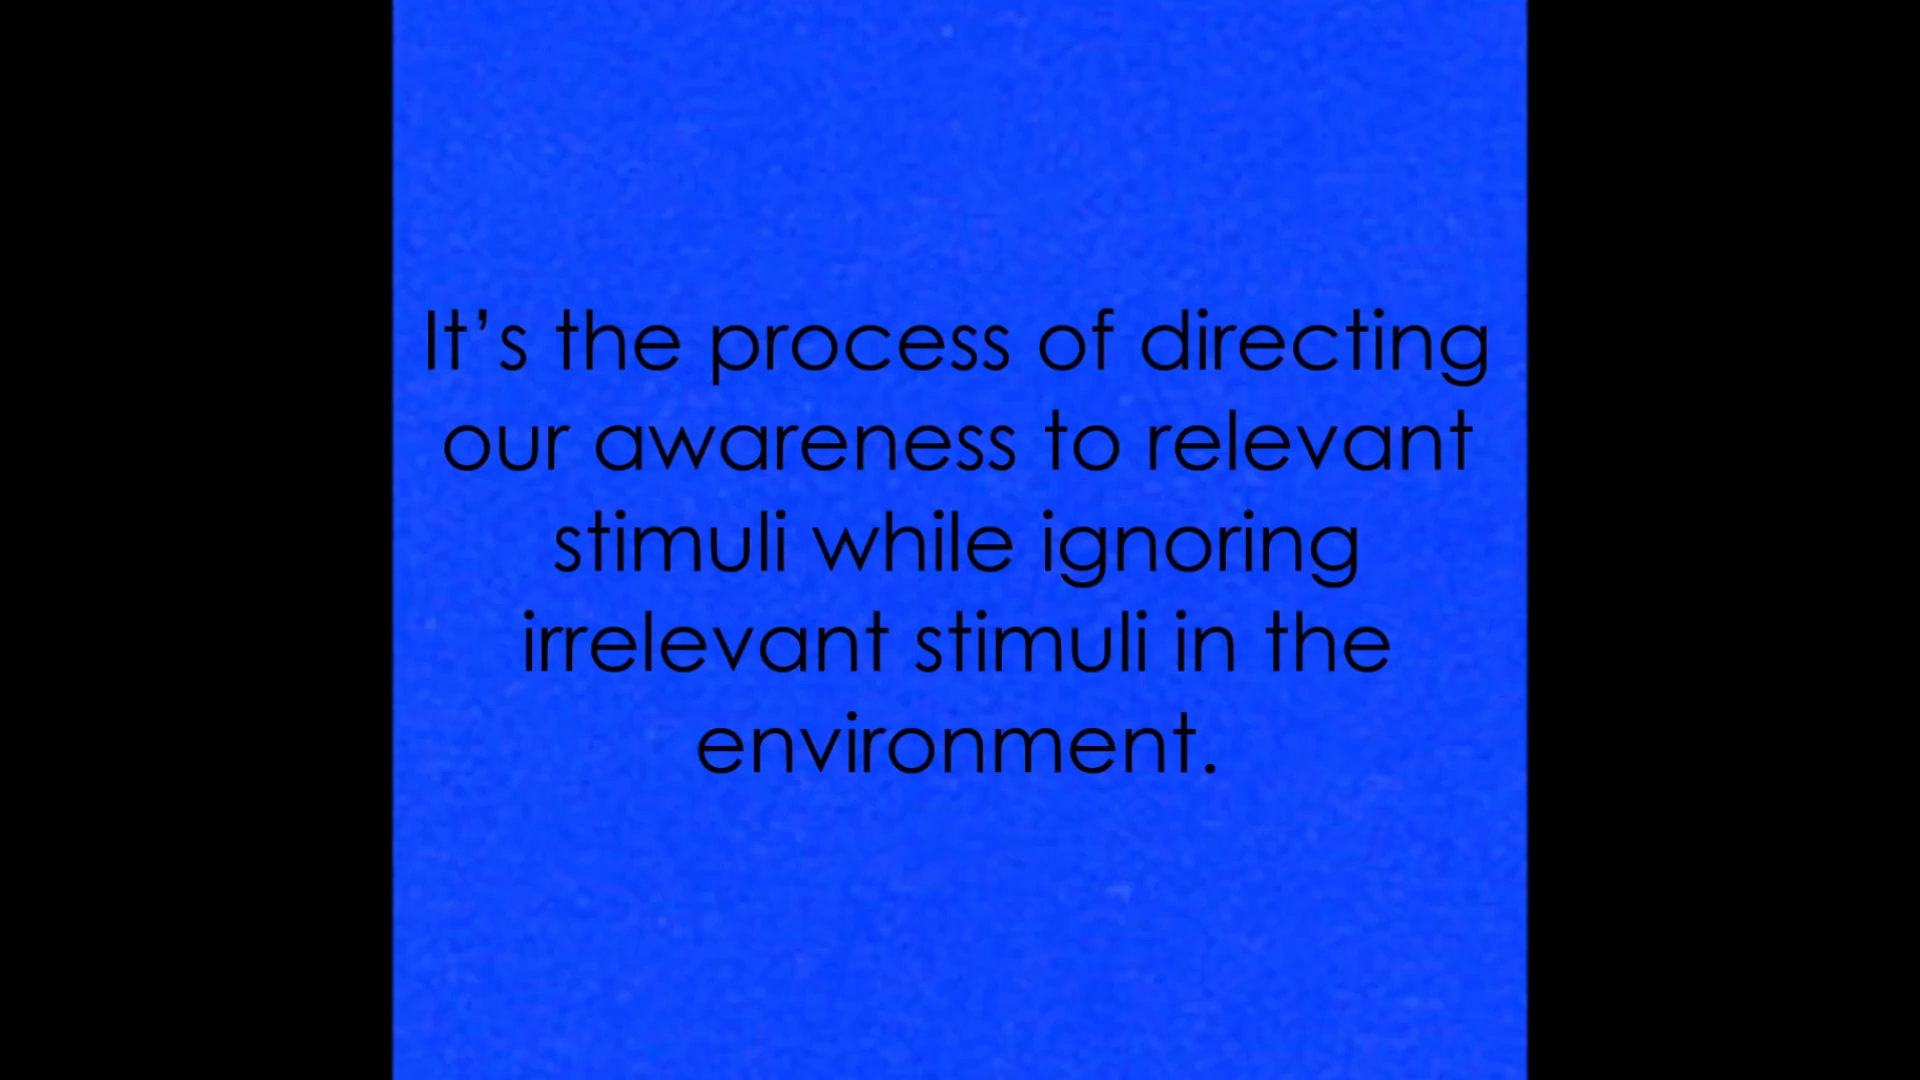 It’s the process of directing
our awareness to relevant
stimuli while ignoring
irrelevant stimuli in the
environment.